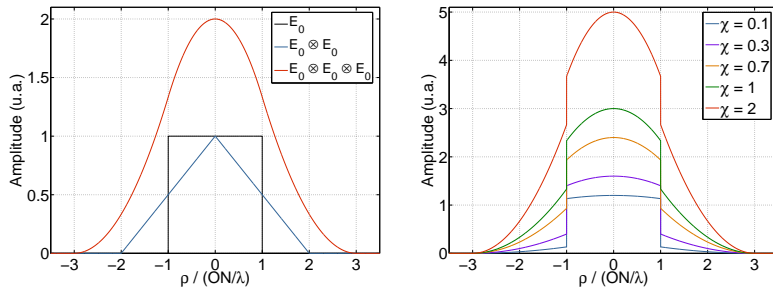 Amplitude (u.a.)
2
1.5
1
0.5
0
−3 −2 −1 0 1 2 3
ρ / (ON/λ)
E₀
E₀ ⊗ E₀
E₀ ⊗ E₀ ⊗ E₀
Amplitude (u.a.)
5
4
3
2
1
0
−3 −2 −1 0 1 2 3
ρ / (ON/λ)
χ = 0.1
χ = 0.3
χ = 0.7
χ = 1
χ = 2